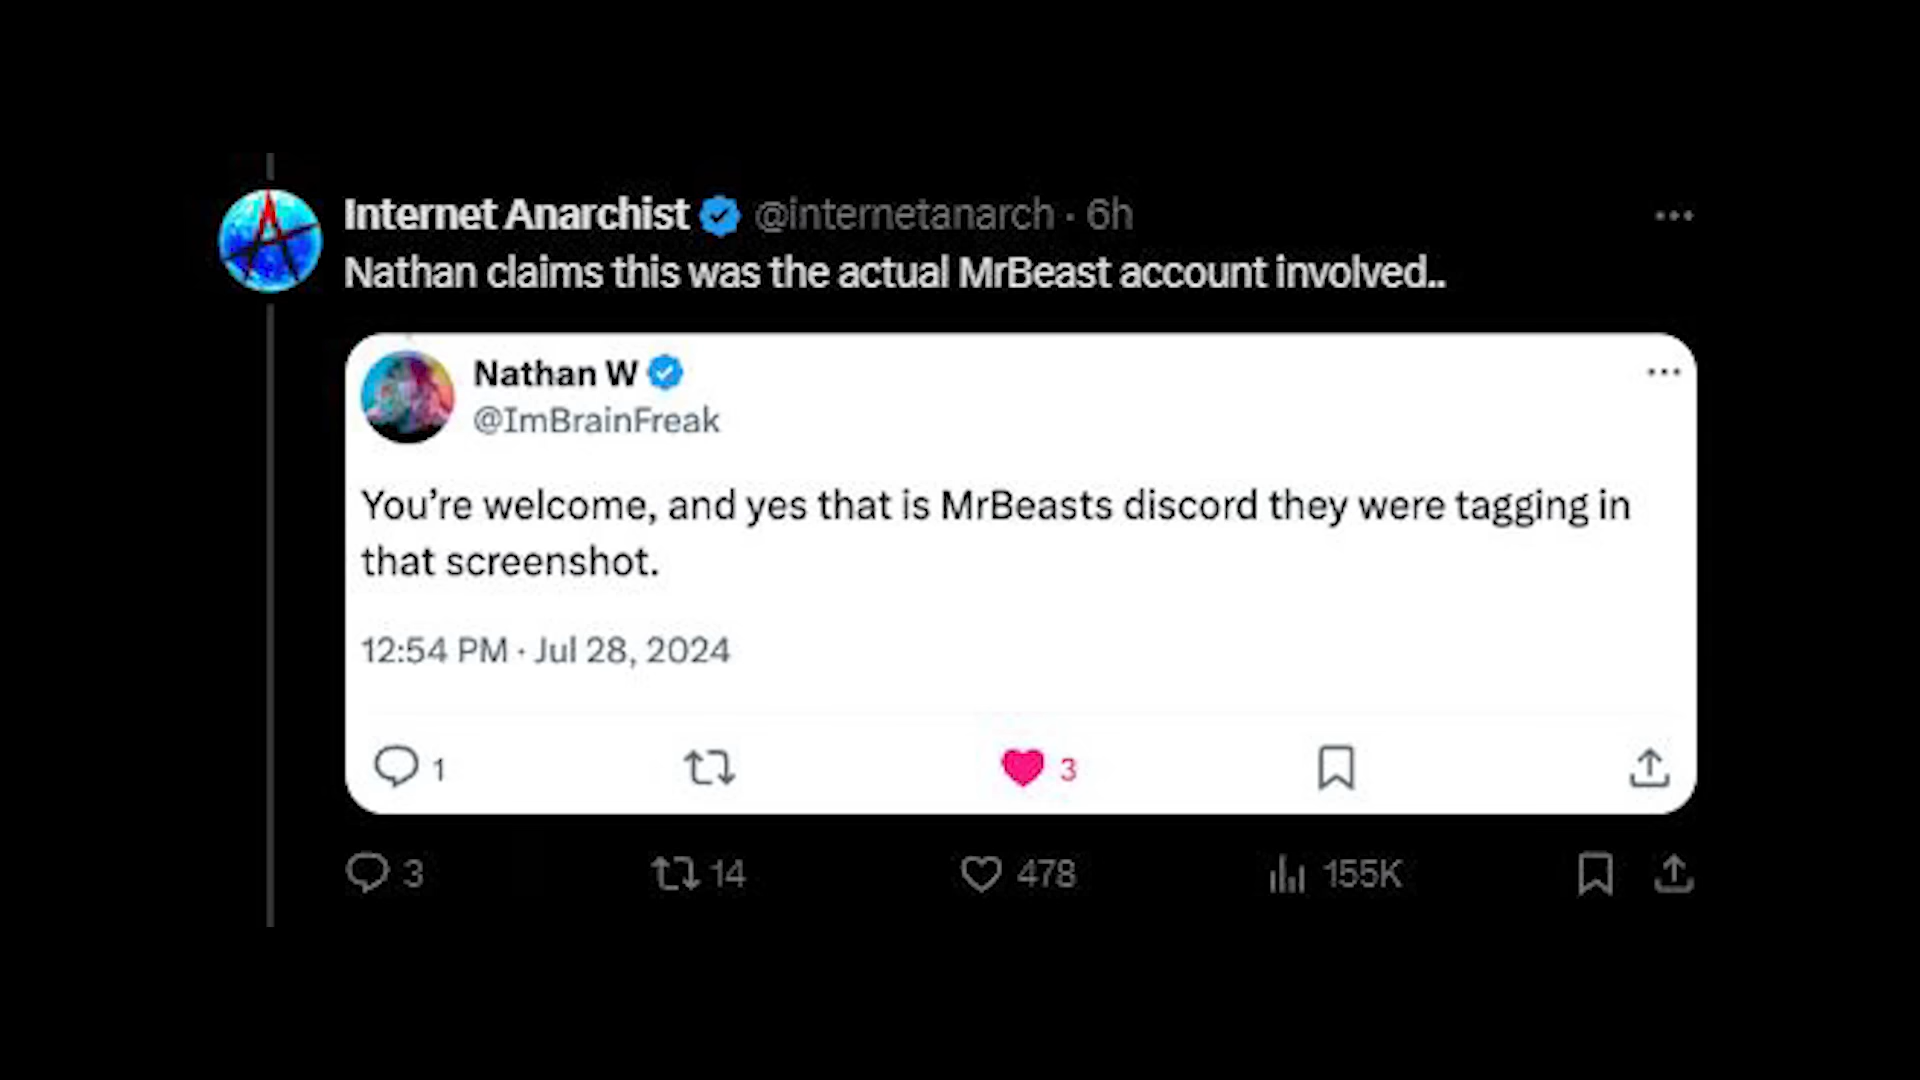 Internet Anarchist @internetanarch · 6h
Nathan claims this was the actual MrBeast account involved..
Nathan W
@ImBrainFreak
You’re welcome, and yes that is MrBeasts discord they were tagging in
that screenshot.
12:54 PM · Jul 28, 2024
1 3
3 14 478 155K